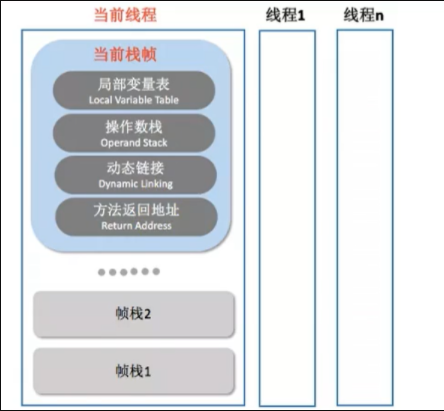 当前线程
线程1
线程n
当前栈帧
局部变量表
Local Variable Table
操作数栈
Operand Stack
动态链接
Dynamic Linking
方法返回地址
Return Address
帧栈2
帧栈1